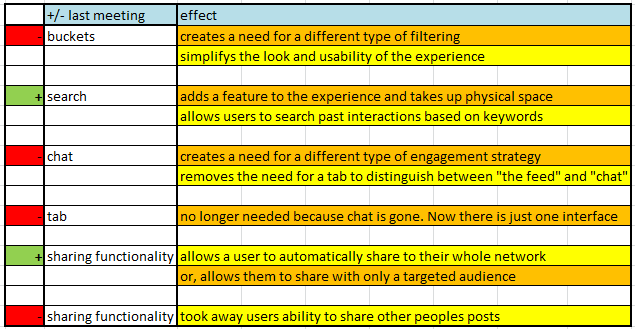 +/- last meeting effect
- buckets creates a need for a different type of filtering
simplifys the look and usability of the experience
+ search adds a feature to the experience and takes up physical space
allows users to search past interactions based on keywords
- chat creates a need for a different type of engagement strategy
removes the need for a tab to distinguish between "the feed" and "chat"
- tab no longer needed because chat is gone. Now there is just one interface
+ sharing functionality allows a user to automatically share to their whole network
or, allows them to share with only a targeted audience
- sharing functionality took away users ability to share other peoples posts